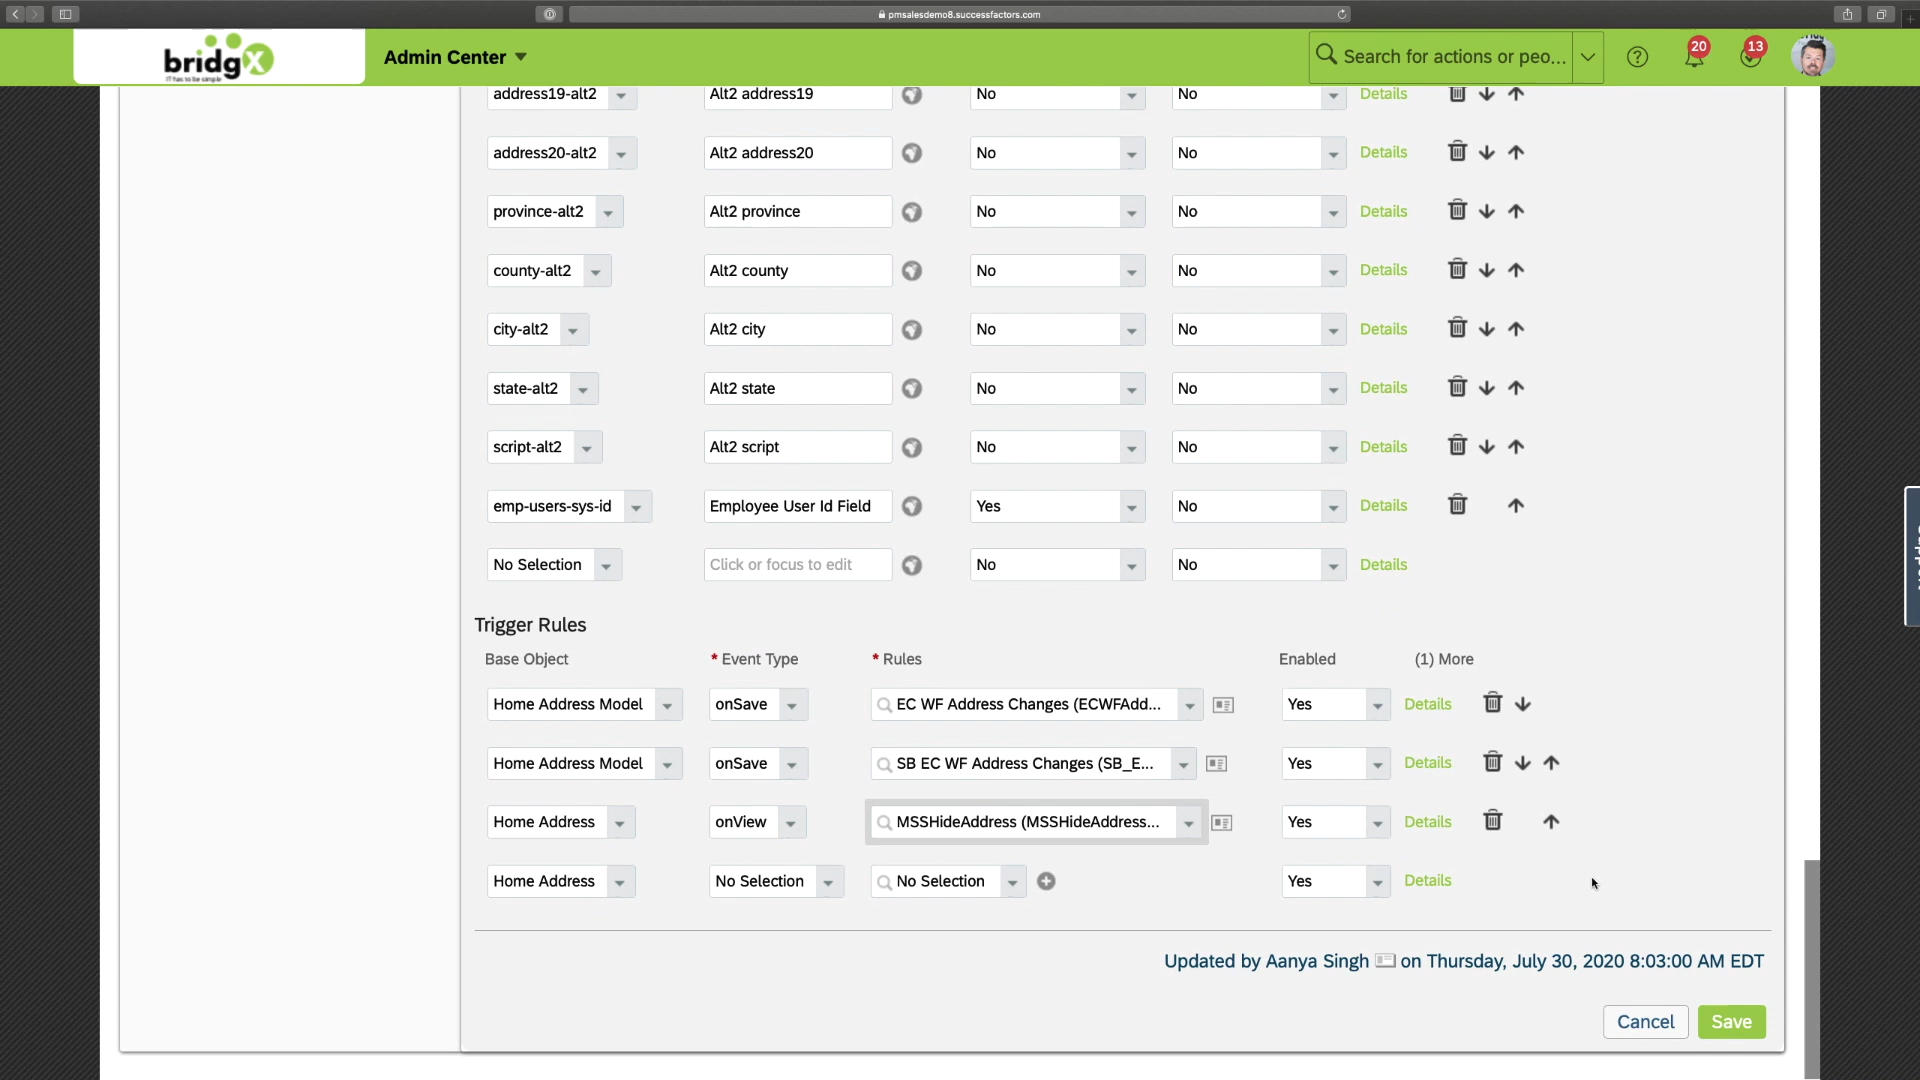 pmsalesdemo8.successfactors.com
bridgX
IT has to be simple
Admin Center
Search for actions or peo...
20
13
address19-alt2 Alt2 address19 No No Details
address20-alt2 Alt2 address20 No No Details
province-alt2 Alt2 province No No Details
county-alt2 Alt2 county No No Details
city-alt2 Alt2 city No No Details
state-alt2 Alt2 state No No Details
script-alt2 Alt2 script No No Details
emp-users-sys-id Employee User Id Field Yes No Details
No Selection Click or focus to edit No No Details
Trigger Rules
Base Object * Event Type * Rules Enabled (1) More
Home Address Model onSave EC WF Address Changes (ECWFAdd... Yes Details
Home Address Model onSave SB EC WF Address Changes (SB_E... Yes Details
Home Address onView MSSHideAddress (MSSHideAddress... Yes Details
Home Address No Selection No Selection Yes Details
Updated by Aanya Singh on Thursday, July 30, 2020 8:03:00 AM EDT
Cancel Save